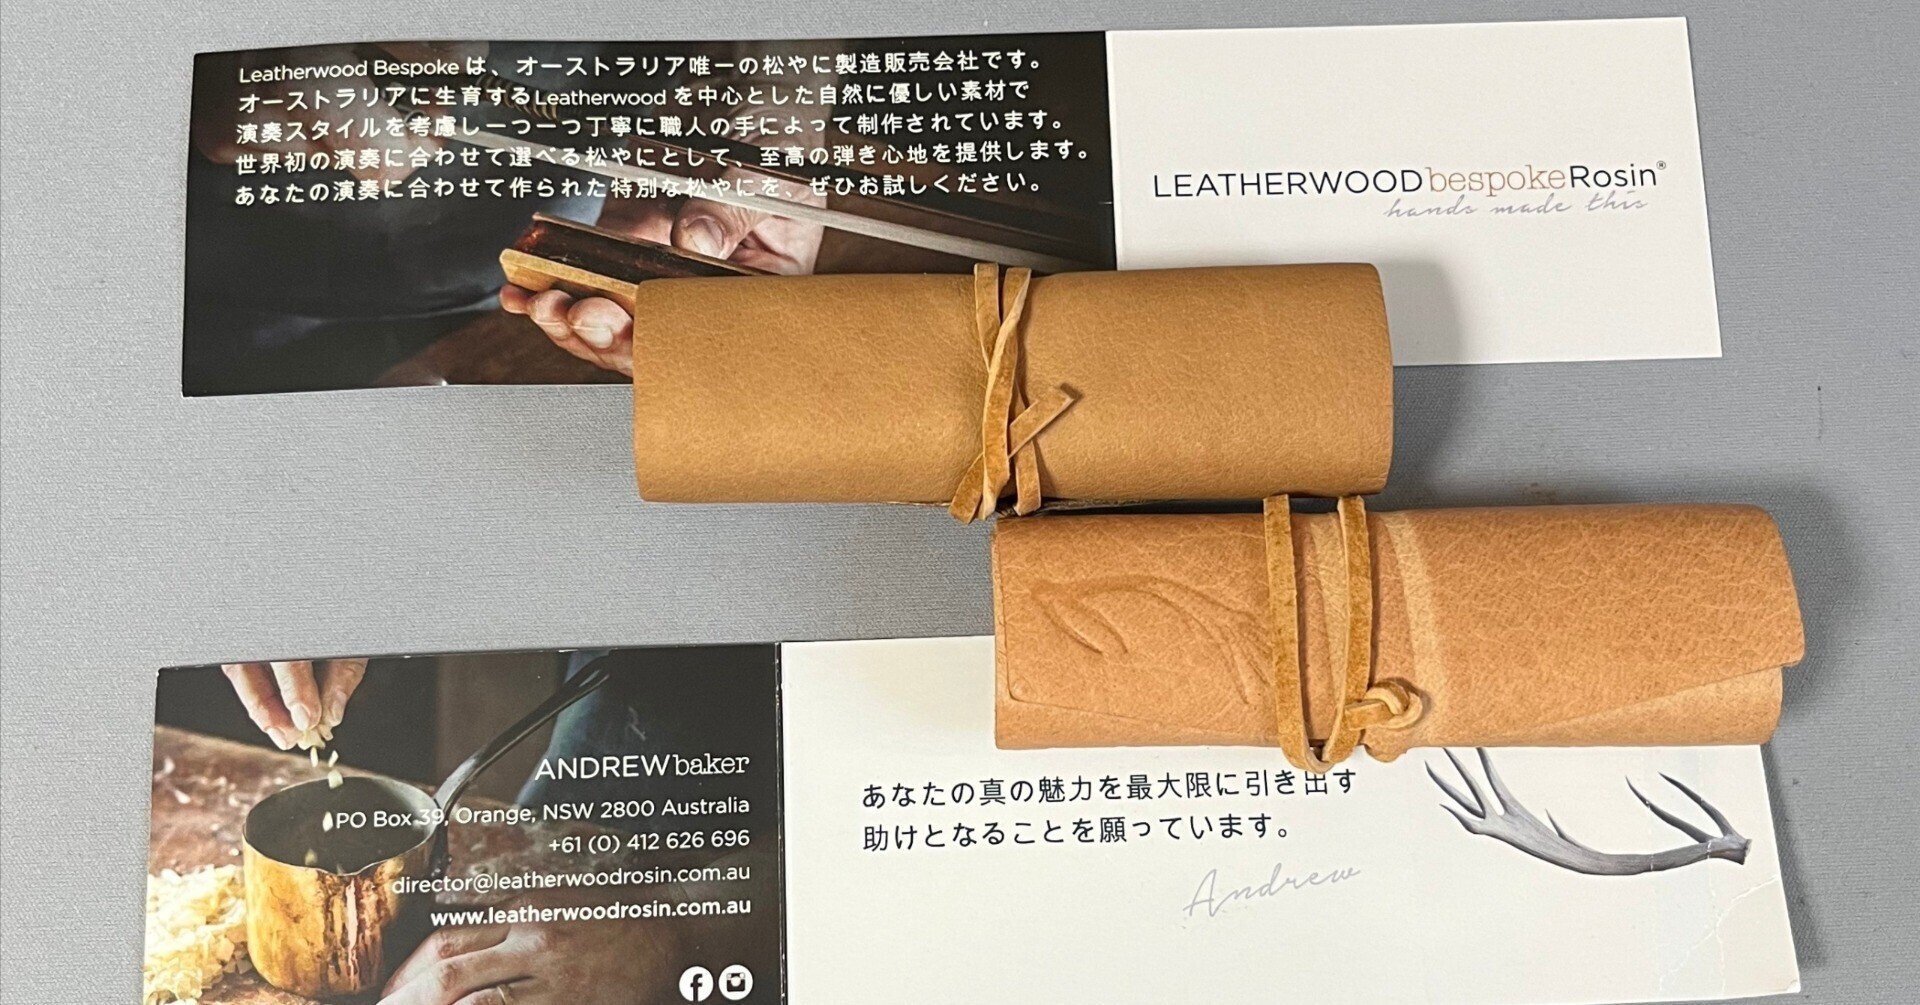 Leatherwood Bespoke は、オーストラリア唯一の松やに製造販売会社です。
オーストラリアに生育するLeatherwood を中心とした自然に優しい素材で
演奏スタイルを考慮し一つ一つ丁寧に職人の手によって制作されています。
世界初の演奏に合わせて選べる松やにとして、至高の弾き心地を提供します。
あなたの演奏に合わせて作られた特別な松やにを、ぜひお試しください。
LEATHERWOOD bespoke Rosin®
hands made this
ANDREW baker
PO Box 39, Orange, NSW 2800 Australia
+61 (0) 412 626 696
director@leatherwoodrosin.com.au
www.leatherwoodrosin.com.au
あなたの真の魅力を最大限に引き出す
助けとなることを願っています。
Andrew